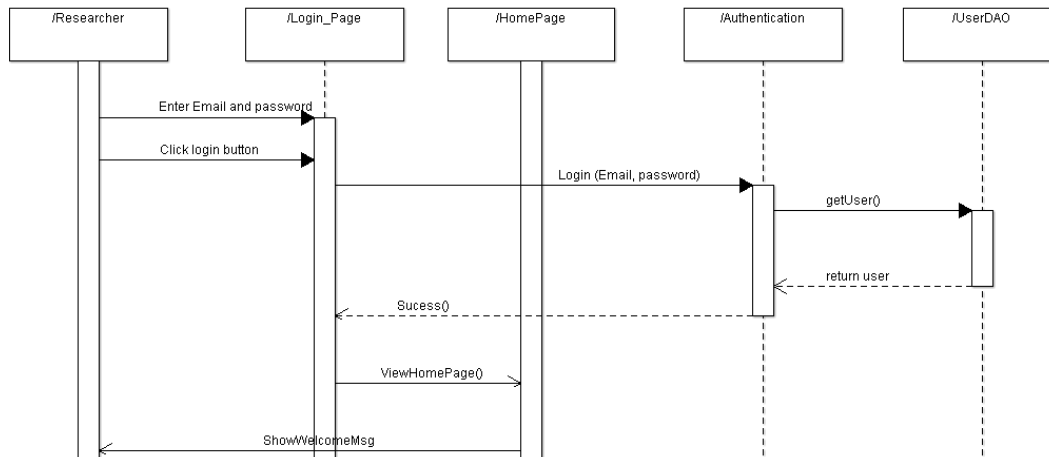 /Researcher
/Login_Page
/HomePage
/Authentication
/UserDAO
Enter Email and password
Click login button
Login (Email, password)
getUser()
return user
Sucess()
ViewHomePage()
ShowWelcomeMsg